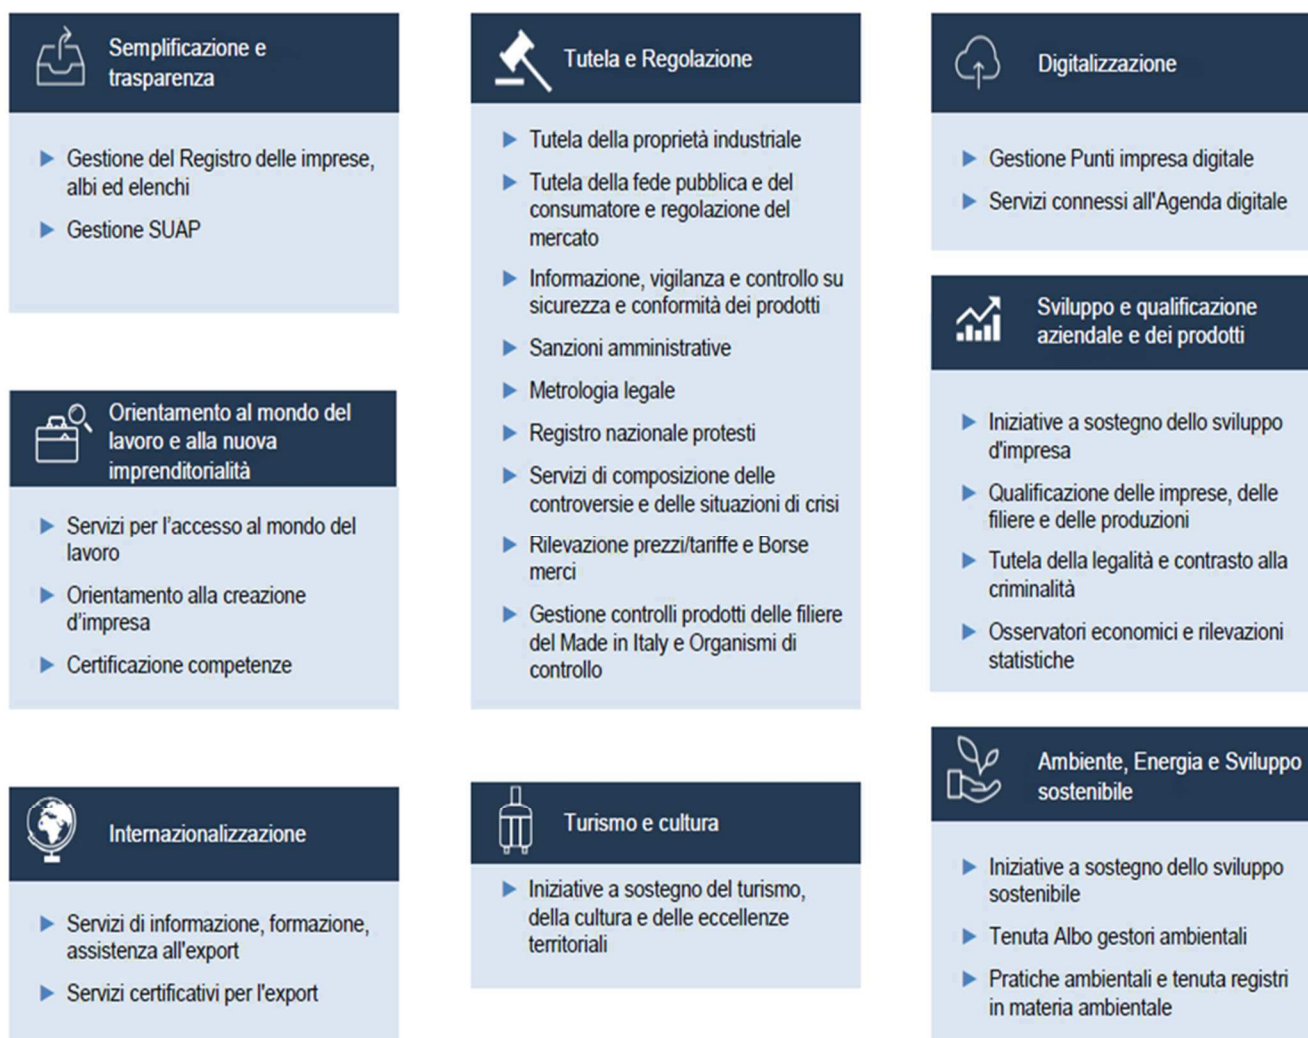 Semplificazione e
trasparenza
Gestione del Registro delle imprese,
albi ed elenchi
Gestione SUAP
Orientamento al mondo del
lavoro e alla nuova
imprenditorialità
Servizi per l’accesso al mondo del
lavoro
Orientamento alla creazione
d’impresa
Certificazione competenze
Internazionalizzazione
Servizi di informazione, formazione,
assistenza all'export
Servizi certificativi per l'export
Tutela e Regolazione
Tutela della proprietà industriale
Tutela della fede pubblica e del
consumatore e regolazione del
mercato
Informazione, vigilanza e controllo su
sicurezza e conformità dei prodotti
Sanzioni amministrative
Metrologia legale
Registro nazionale protesti
Servizi di composizione delle
controversie e delle situazioni di crisi
Rilevazione prezzi/tariffe e Borse
merci
Gestione controlli prodotti delle filiere
del Made in Italy e Organismi di
controllo
Turismo e cultura
Iniziative a sostegno del turismo,
della cultura e delle eccellenze
territoriali
Digitalizzazione
Gestione Punti impresa digitale
Servizi connessi all'Agenda digitale
Sviluppo e qualificazione
aziendale e dei prodotti
Iniziative a sostegno dello sviluppo
d'impresa
Qualificazione delle imprese, delle
filiere e delle produzioni
Tutela della legalità e contrasto alla
criminalità
Osservatori economici e rilevazioni
statistiche
Ambiente, Energia e Sviluppo
sostenibile
Iniziative a sostegno dello sviluppo
sostenibile
Tenuta Albo gestori ambientali
Pratiche ambientali e tenuta registri
in materia ambientale